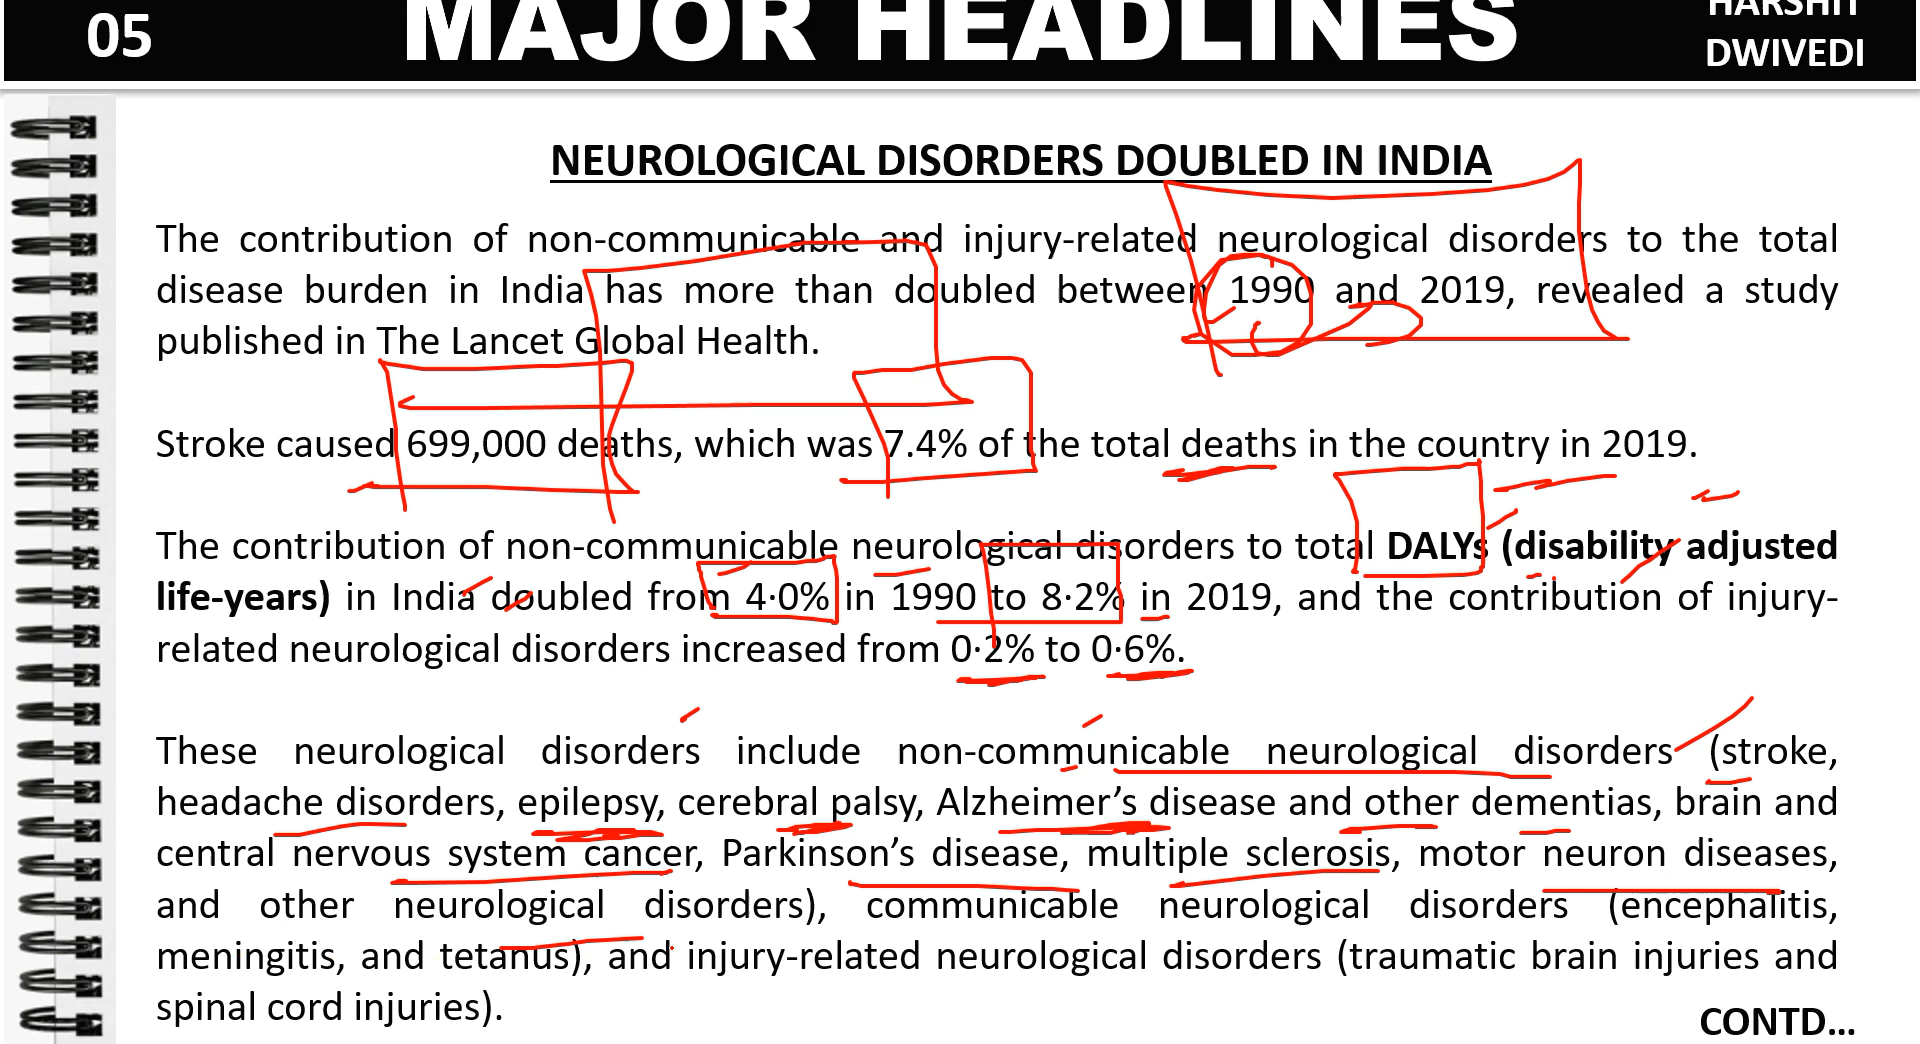 05
MAJOR HEADLINES
HARSHIT
DWIVEDI
NEUROLOGICAL DISORDERS DOUBLED IN INDIA
The contribution of non-communicable and injury-related neurological disorders to the total
disease burden in India has more than doubled between 1990 and 2019, revealed a study
published in The Lancet Global Health.
Stroke caused 699,000 deaths, which was 7.4% of the total deaths in the country in 2019.
The contribution of non-communicable neurological disorders to total DALYs (disability adjusted
life-years) in India doubled from 4·0% in 1990 to 8·2% in 2019, and the contribution of injury-
related neurological disorders increased from 0·2% to 0·6%.
These neurological disorders include non-communicable neurological disorders (stroke,
headache disorders, epilepsy, cerebral palsy, Alzheimer’s disease and other dementias, brain and
central nervous system cancer, Parkinson’s disease, multiple sclerosis, motor neuron diseases,
and other neurological disorders), communicable neurological disorders (encephalitis,
meningitis, and tetanus), and injury-related neurological disorders (traumatic brain injuries and
spinal cord injuries).
CONTD...